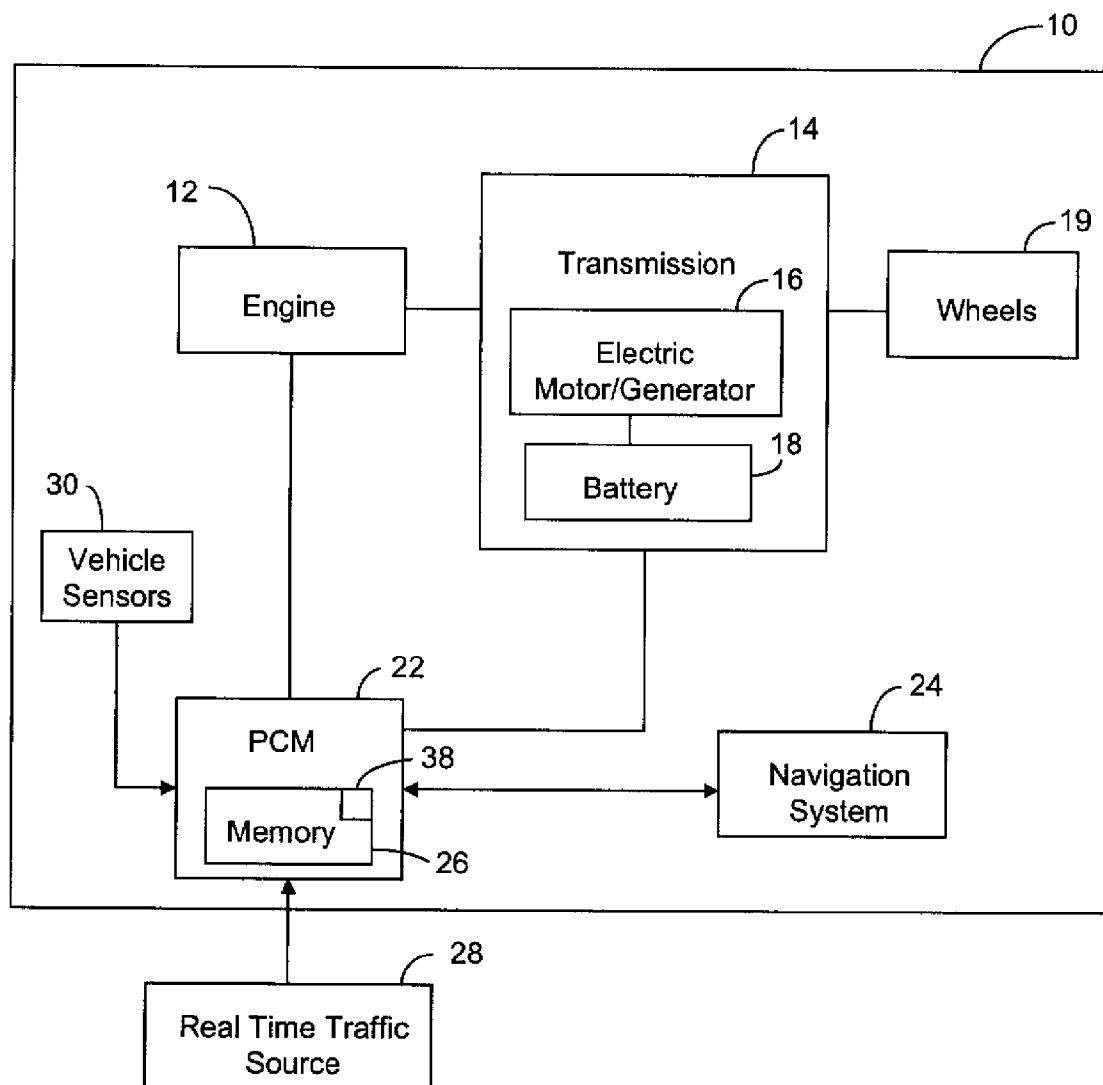 10
14
12
19
Transmission
16
Engine
Wheels
Electric
Motor/Generator
18
Battery
30
Vehicle
Sensors
22
24
PCM
38
Navigation
System
Memory
26
28
Real Time Traffic
Source